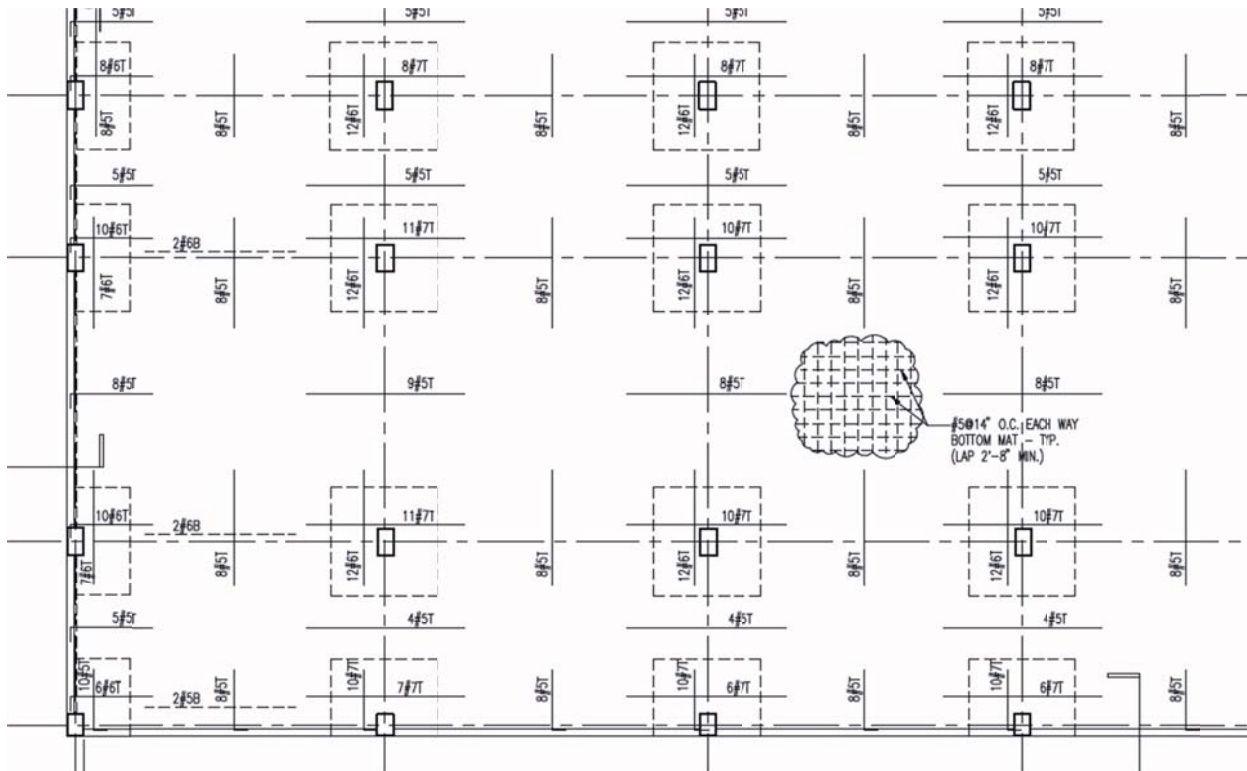 5#5T 5#5T 5#5T 5#5T
8#6T 8#7T 8#7T 8#7T
8#5T 8#5T 12#6T 8#5T 12#6T 8#5T 12#6T 8#5T
5#5T 5#5T 5#5T 5#5T
10#6T 2#6B 11#7T 10#7T 10#7T
7#6T 8#5T 12#6T 8#5T 12#6T 8#5T 12#6T 8#5T
8#5T 9#5T 8#5T 8#5T
#5@14" O.C. EACH WAY
BOTTOM MAT - TYP.
(LAP 2'-8" MIN.)
10#6T 2#6B 11#7T 10#7T 10#7T
7#6T 8#5T 12#6T 8#5T 12#6T 8#5T 12#6T 8#5T
5#5T 4#5T 4#5T 4#5T
10#5T 8#5T 10#7T 8#5T 10#7T 8#5T 10#7T 8#5T
6#6T 2#5B 7#7T 6#7T 6#7T